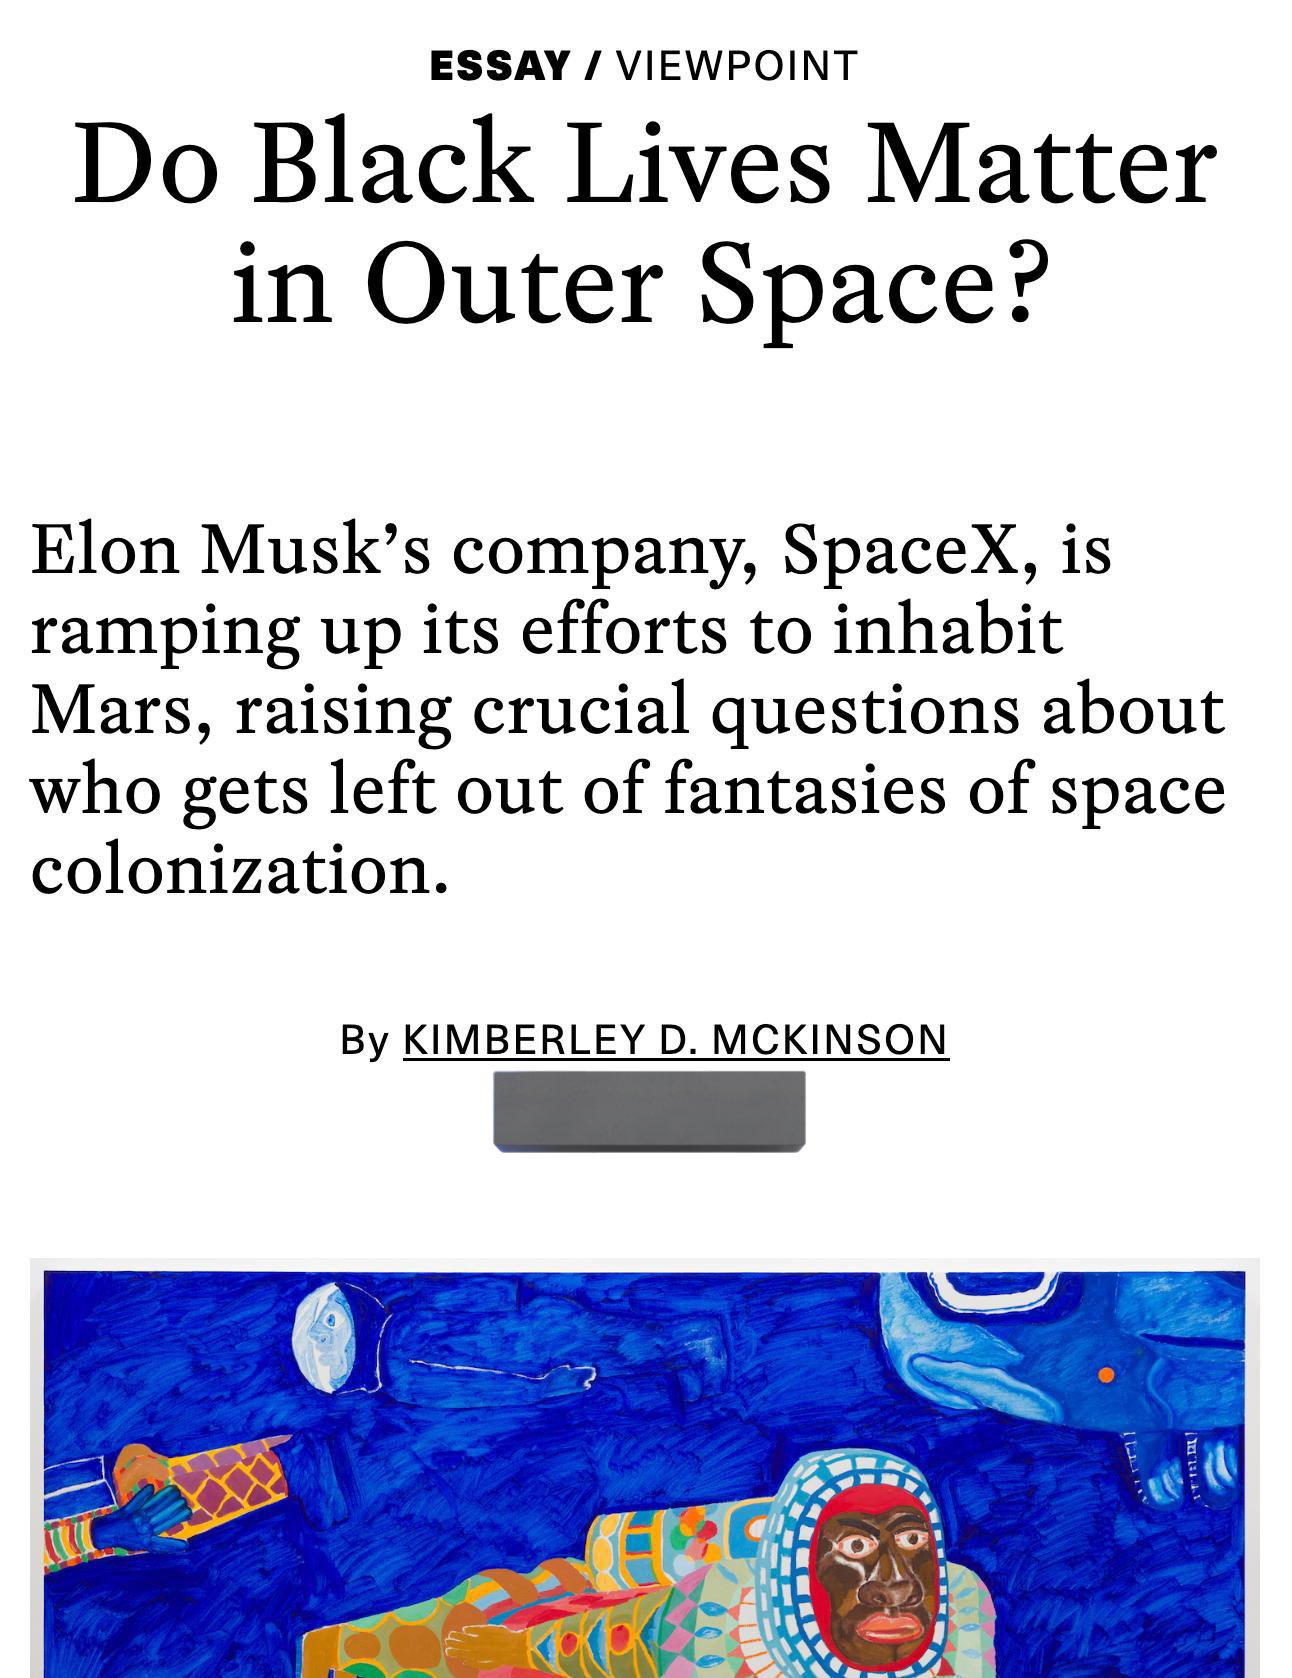 ESSAY / VIEWPOINT
Do Black Lives Matter
in Outer Space?
Elon Musk’s company, SpaceX, is
ramping up its efforts to inhabit
Mars, raising crucial questions about
who gets left out of fantasies of space
colonization.
By KIMBERLEY D. MCKINSON